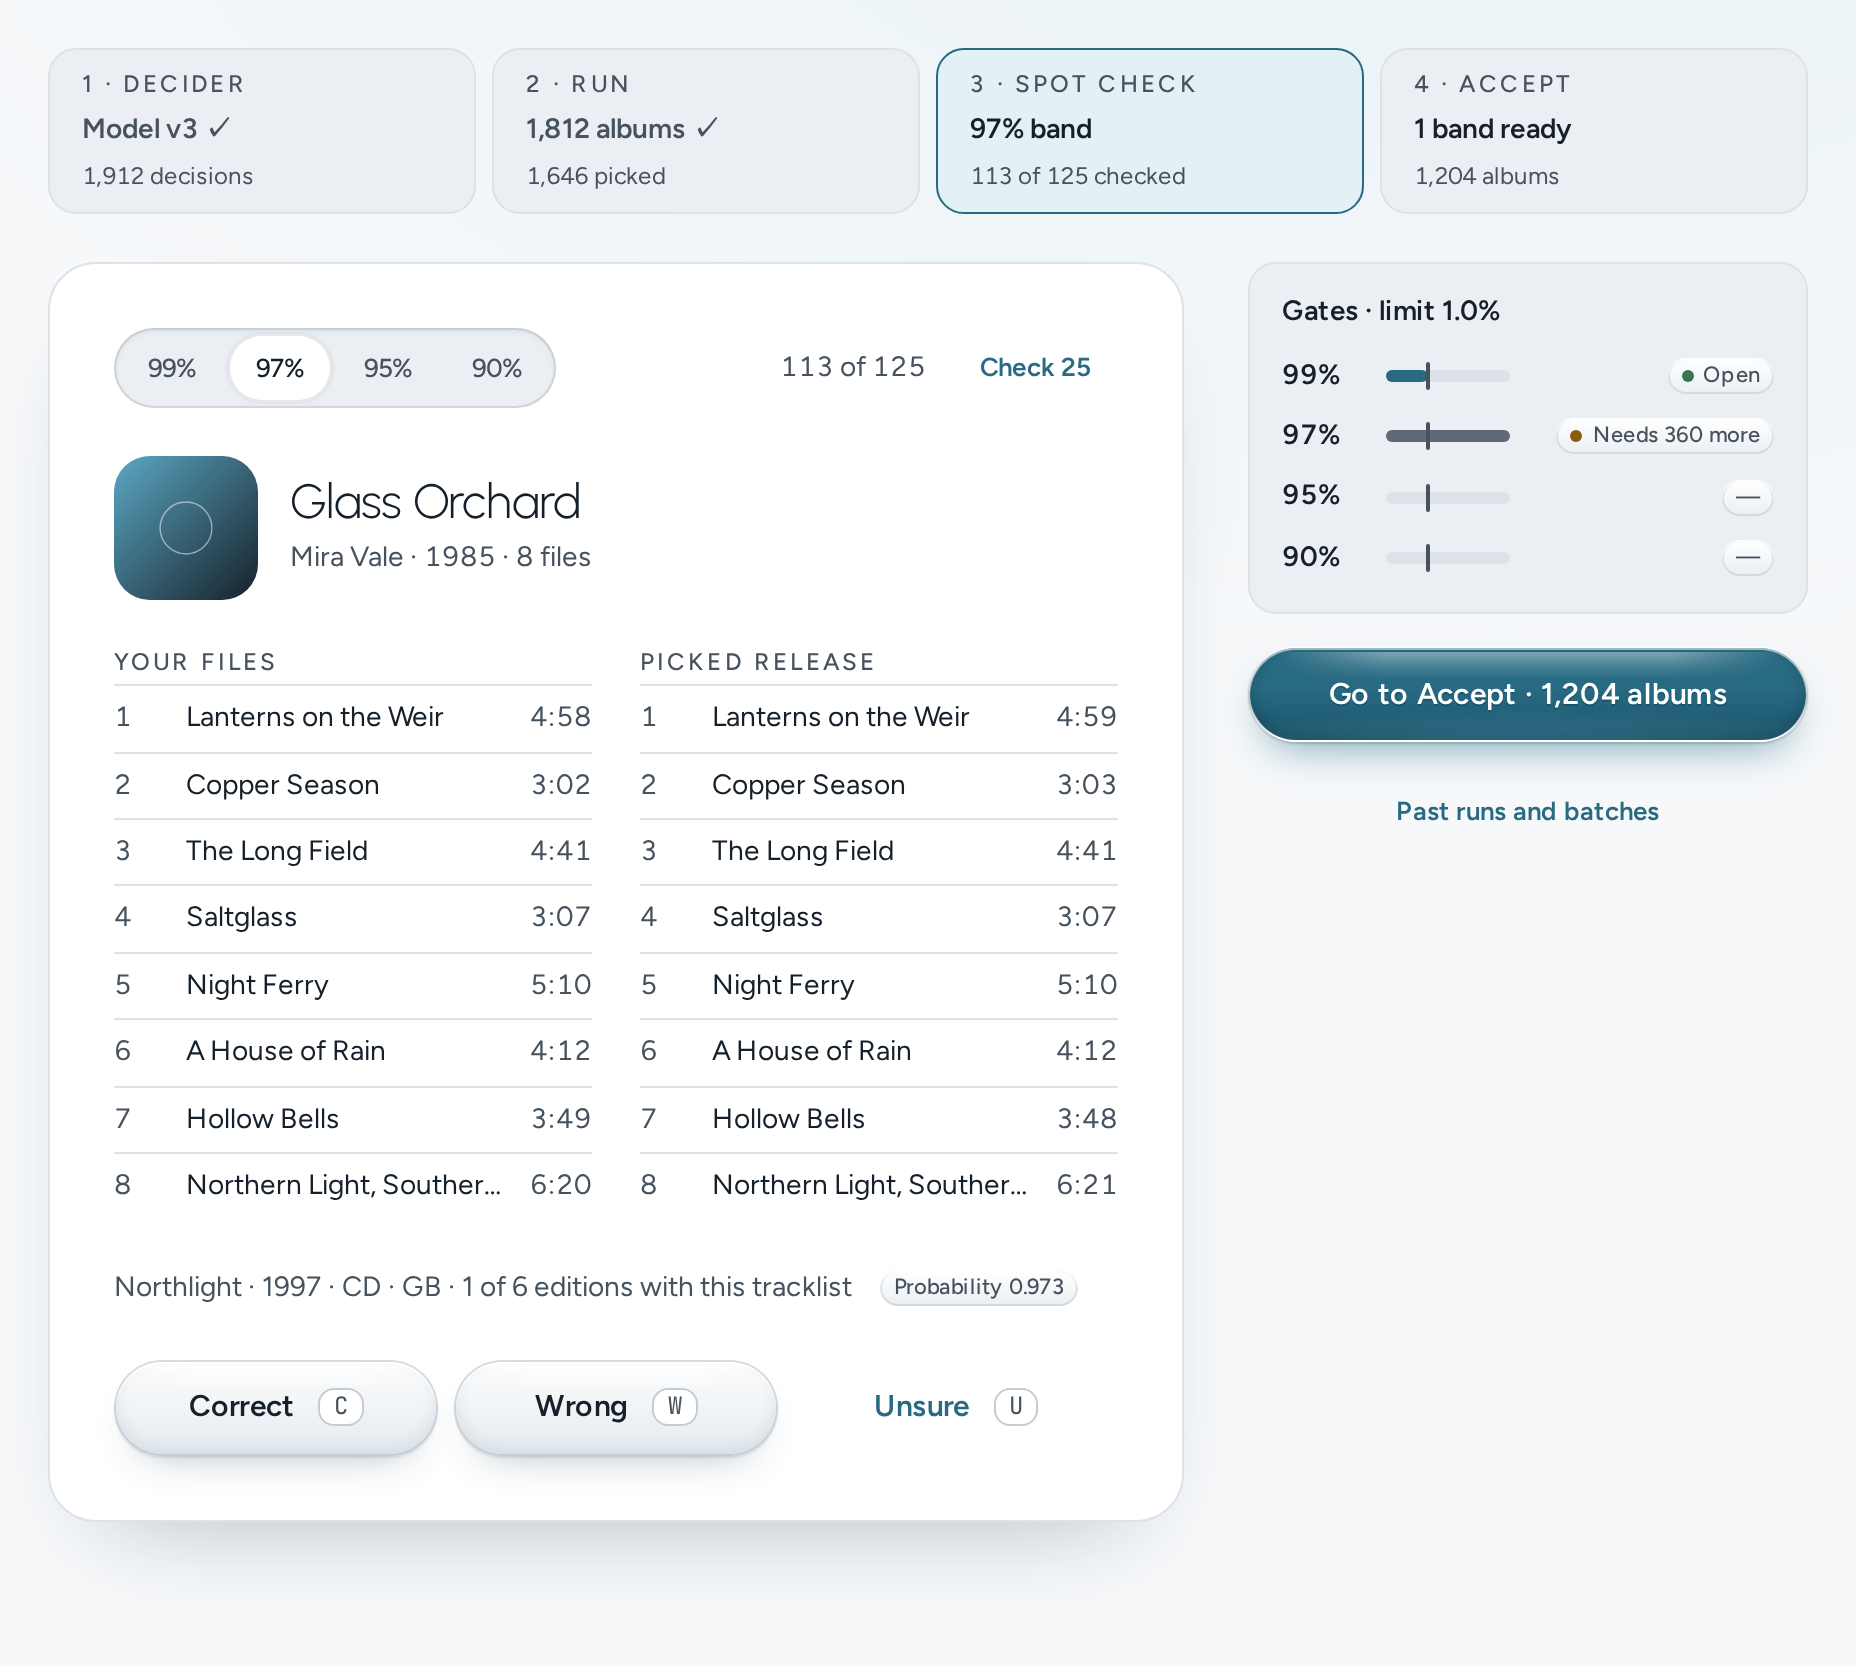 1 · DECIDER
Model v3 ✓
1,912 decisions
2 · RUN
1,812 albums ✓
1,646 picked
3 · SPOT CHECK
97% band
113 of 125 checked
4 · ACCEPT
1 band ready
1,204 albums
99% 97% 95% 90%
113 of 125 Check 25
Glass Orchard
Mira Vale · 1985 · 8 files
YOUR FILES
1 Lanterns on the Weir 4:58
2 Copper Season 3:02
3 The Long Field 4:41
4 Saltglass 3:07
5 Night Ferry 5:10
6 A House of Rain 4:12
7 Hollow Bells 3:49
8 Northern Light, Souther... 6:20
PICKED RELEASE
1 Lanterns on the Weir 4:59
2 Copper Season 3:03
3 The Long Field 4:41
4 Saltglass 3:07
5 Night Ferry 5:10
6 A House of Rain 4:12
7 Hollow Bells 3:48
8 Northern Light, Souther... 6:21
Northlight · 1997 · CD · GB · 1 of 6 editions with this tracklist Probability 0.973
Correct C Wrong W Unsure U
Gates · limit 1.0%
99% Open
97% Needs 360 more
95% —
90% —
Go to Accept · 1,204 albums
Past runs and batches